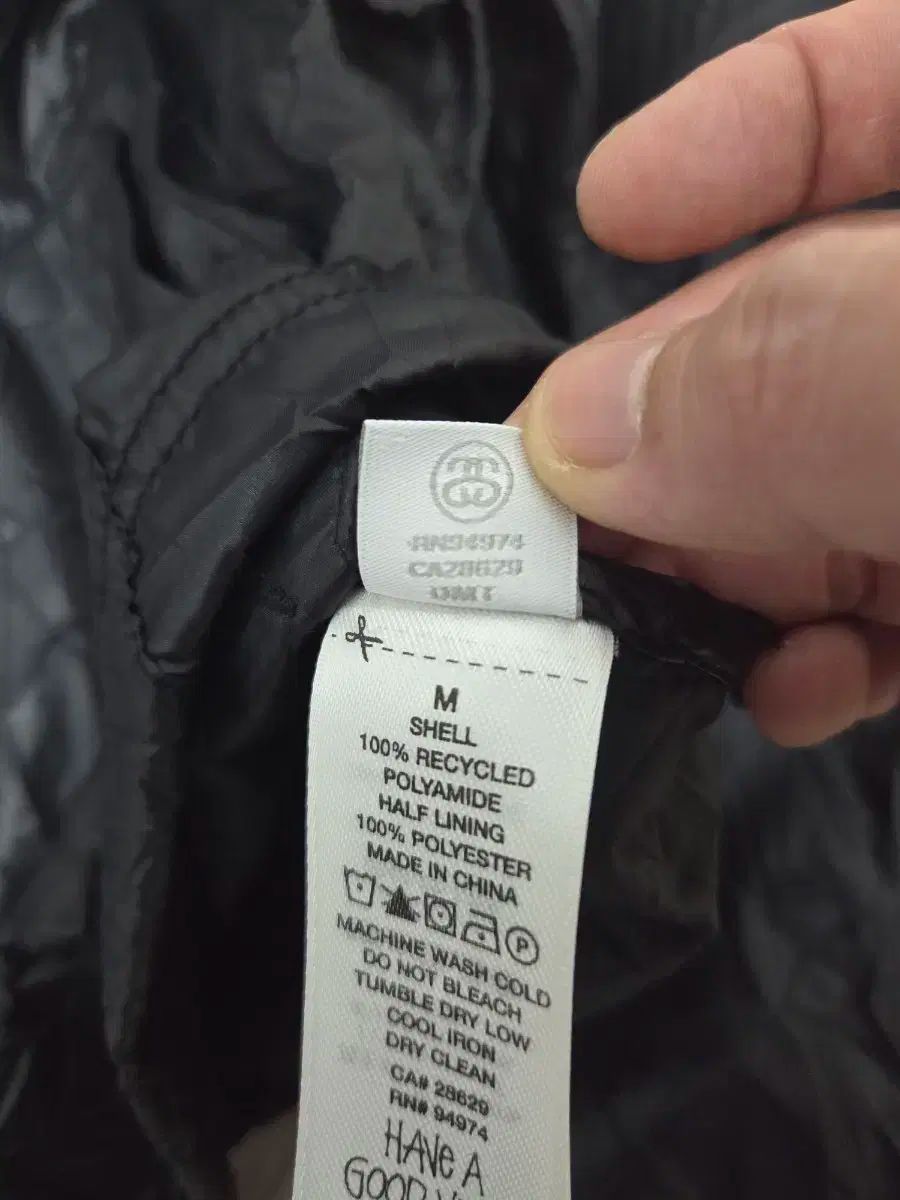 RN94974
CA28629
M
SHELL
100% RECYCLED
POLYAMIDE
HALF LINING
100% POLYESTER
MADE IN CHINA
P
MACHINE WASH COLD
DO NOT BLEACH
TUMBLE DRY LOW
COOL IRON
DRY CLEAN
CA# 28629
RN# 94974
HAVE A
GOOD